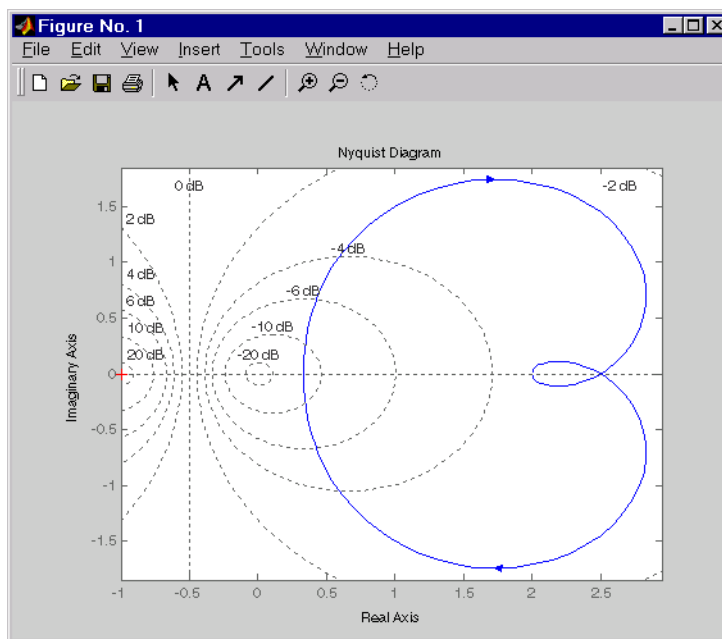 Figure No. 1
File Edit View Insert Tools Window Help
A
Nyquist Diagram
0 dB
-2 dB
2 dB
-4 dB
4 dB
-6 dB
6 dB
-10 dB
10 dB
-20 dB
20 dB
1.5
1
0.5
0
-0.5
-1
-1.5
Imaginary Axis
-1 -0.5 0 0.5 1 1.5 2 2.5
Real Axis